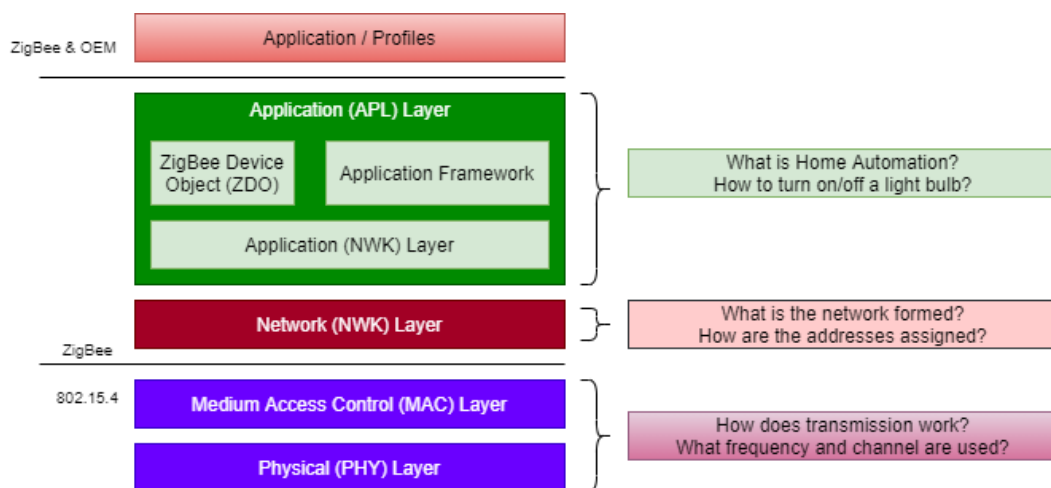 ZigBee & OEM
Application / Profiles
Application (APL) Layer
ZigBee Device
Object (ZDO)
Application Framework
Application (NWK) Layer
What is Home Automation?
How to turn on/off a light bulb?
Network (NWK) Layer
What is the network formed?
How are the addresses assigned?
ZigBee
802.15.4
Medium Access Control (MAC) Layer
Physical (PHY) Layer
How does transmission work?
What frequency and channel are used?